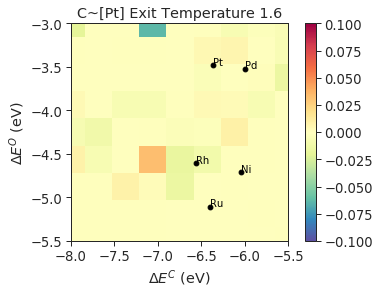 C~[Pt] Exit Temperature 1.6
−3.0
−3.5
−4.0
−4.5
−5.0
−5.5
ΔE^O (eV)
Pt
Pd
Rh
Ni
Ru
−8.0 −7.5 −7.0 −6.5 −6.0 −5.5
ΔE^C (eV)
0.100
0.075
0.050
0.025
0.000
−0.025
−0.050
−0.075
−0.100